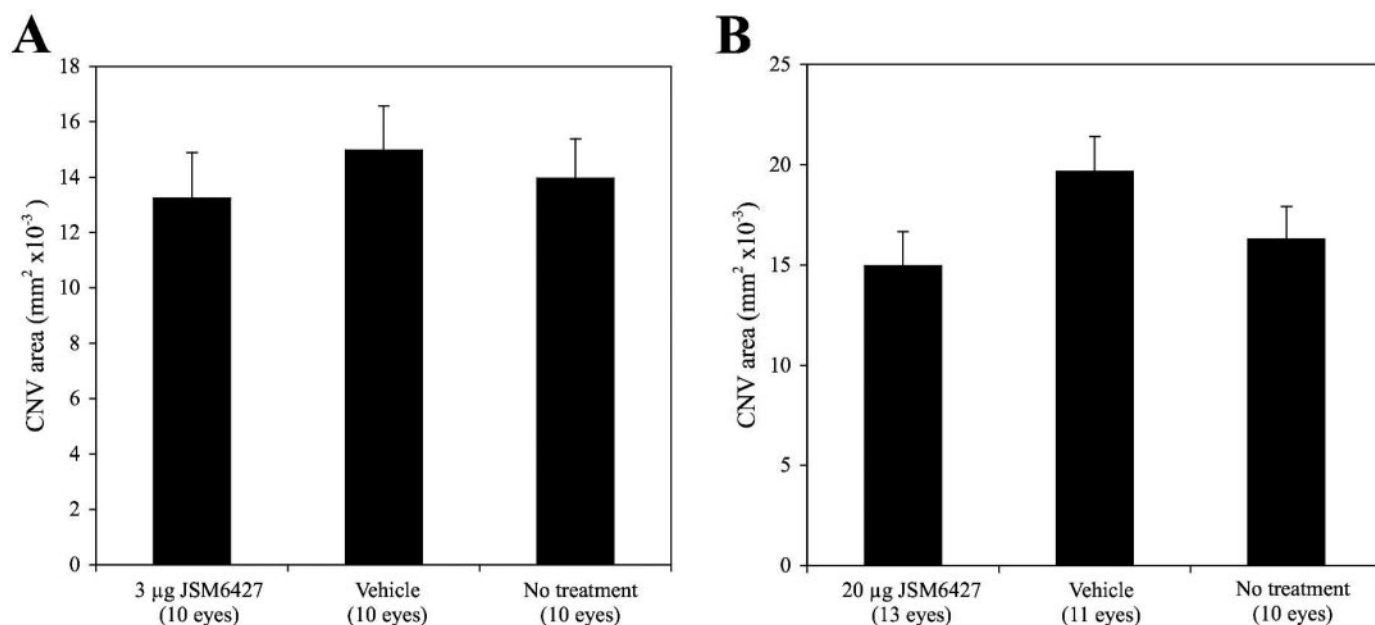 A
CNV area (mm² x10⁻³)
18
16
14
12
10
8
6
4
2
0
3 µg JSM6427
(10 eyes)
Vehicle
(10 eyes)
No treatment
(10 eyes)
B
CNV area (mm² x10⁻³)
25
20
15
10
5
0
20 µg JSM6427
(13 eyes)
Vehicle
(11 eyes)
No treatment
(10 eyes)